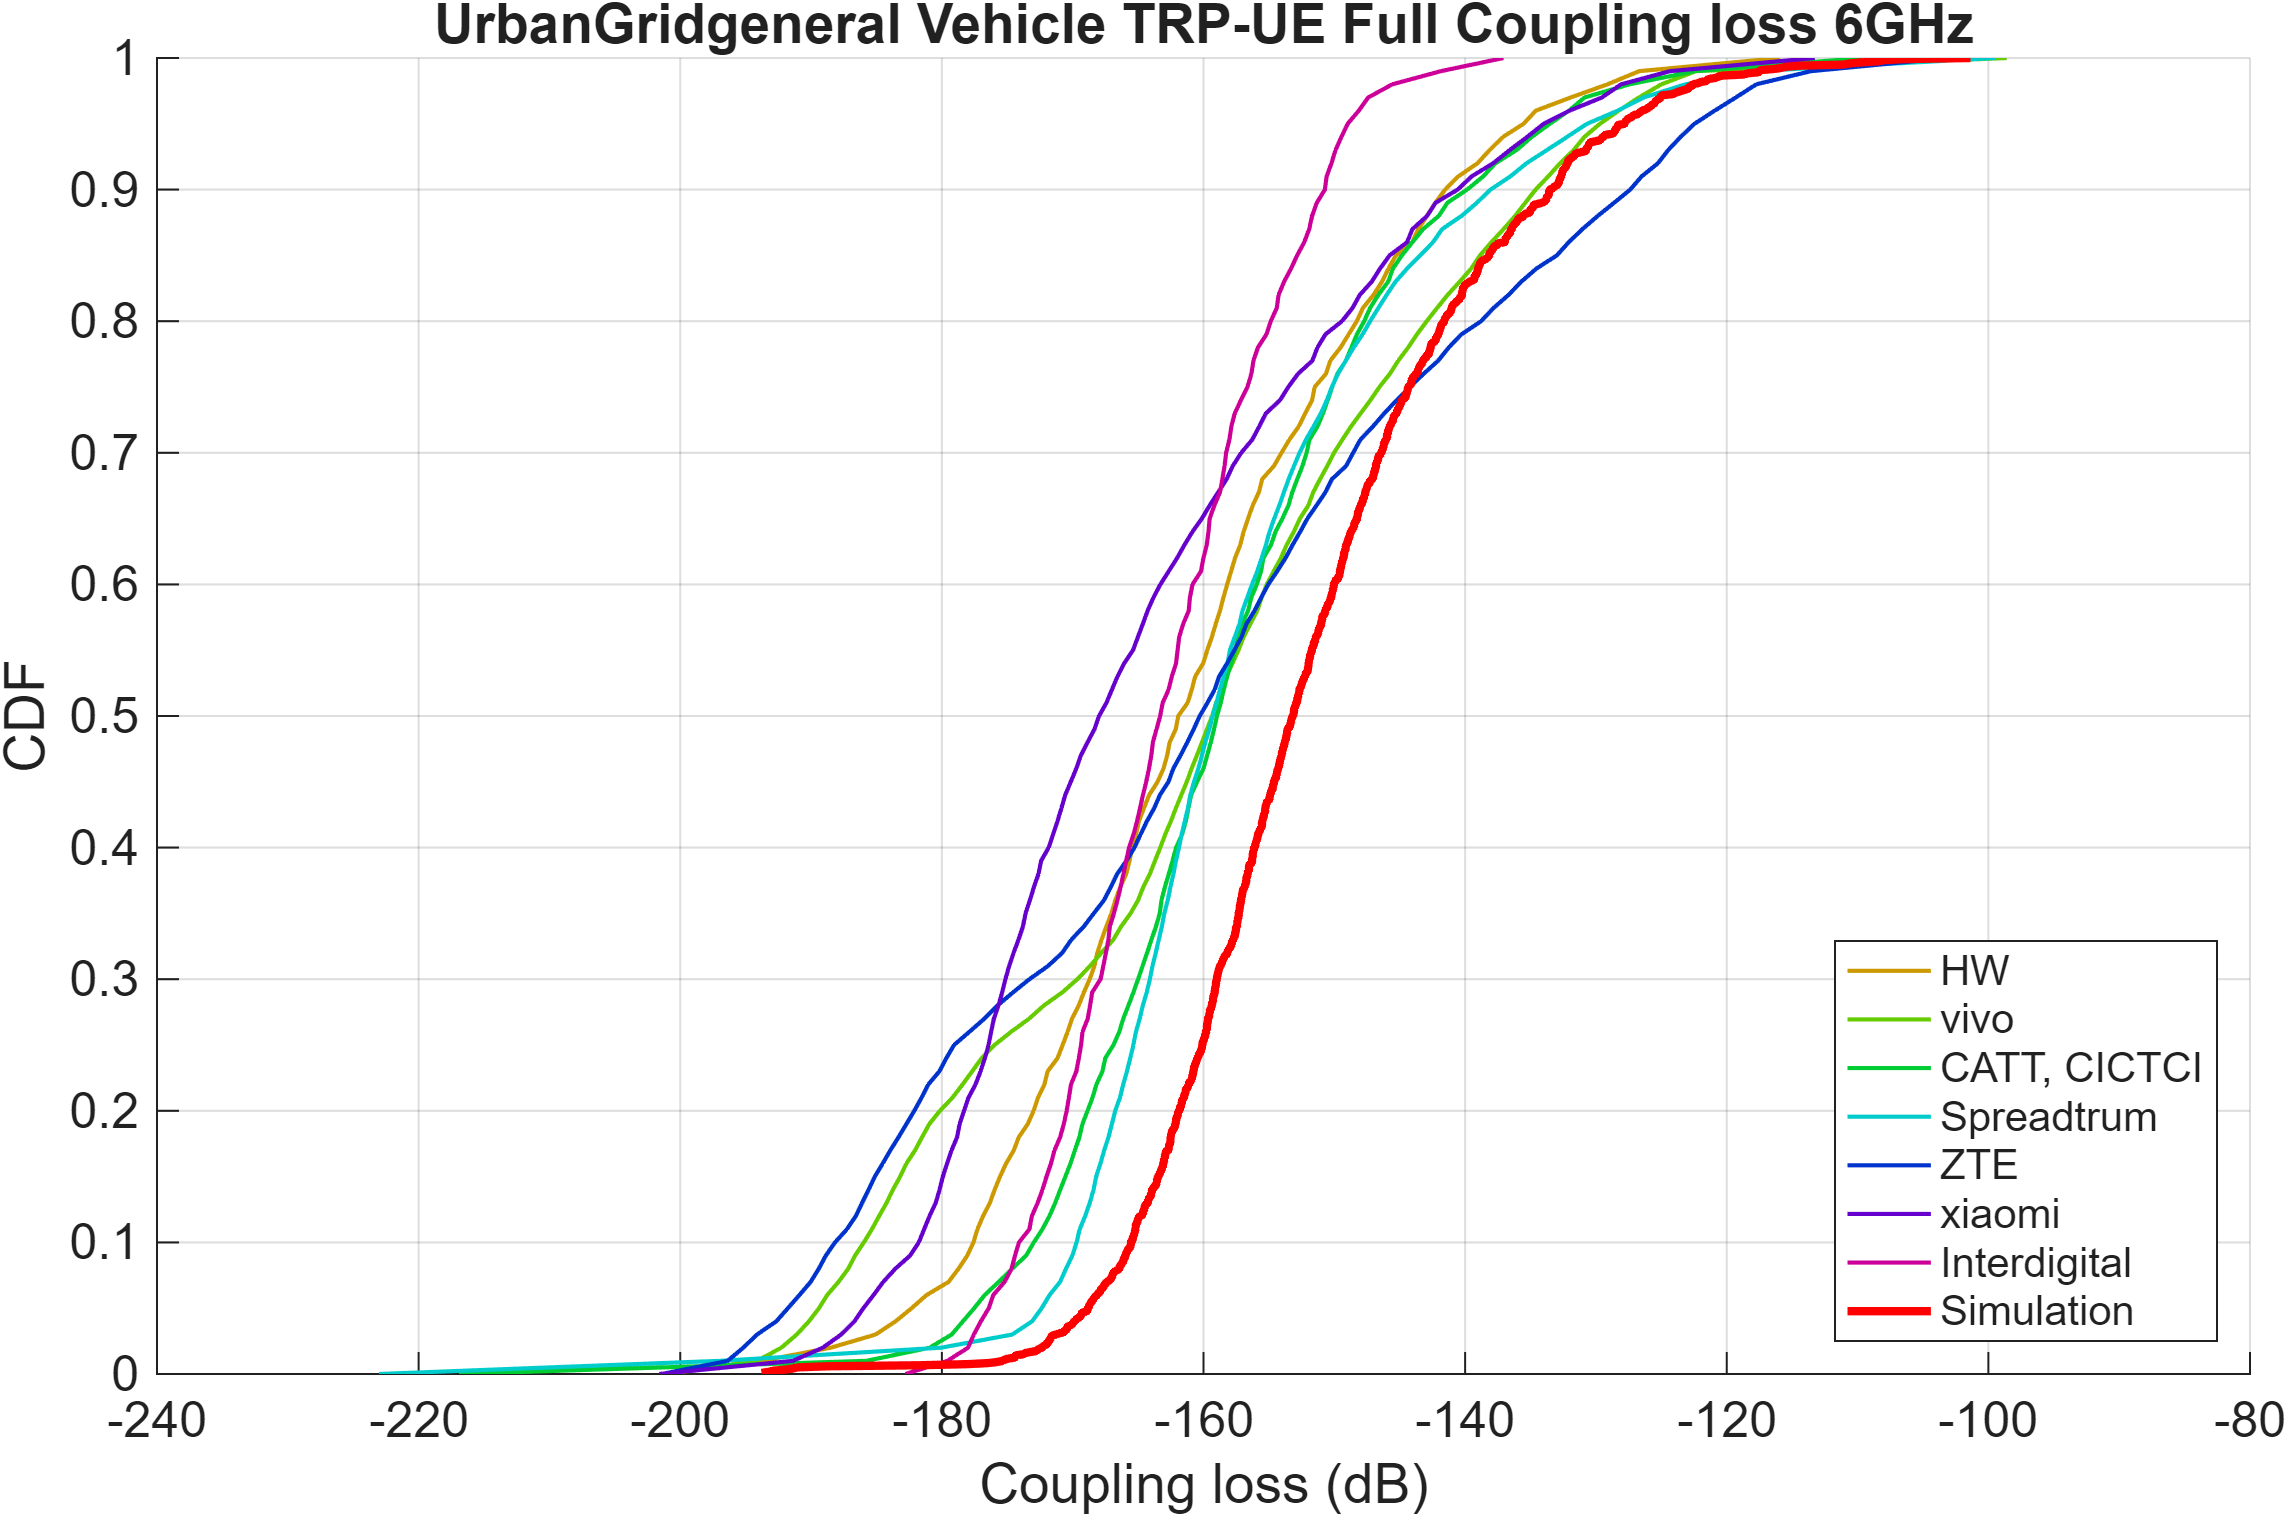 UrbanGridgeneral Vehicle TRP-UE Full Coupling loss 6GHz
1
0.9
0.8
0.7
0.6
0.5
0.4
0.3
0.2
0.1
0
CDF
HW
vivo
CATT, CICTCI
Spreadtrum
ZTE
xiaomi
Interdigital
Simulation
-240 -220 -200 -180 -160 -140 -120 -100 -80
Coupling loss (dB)